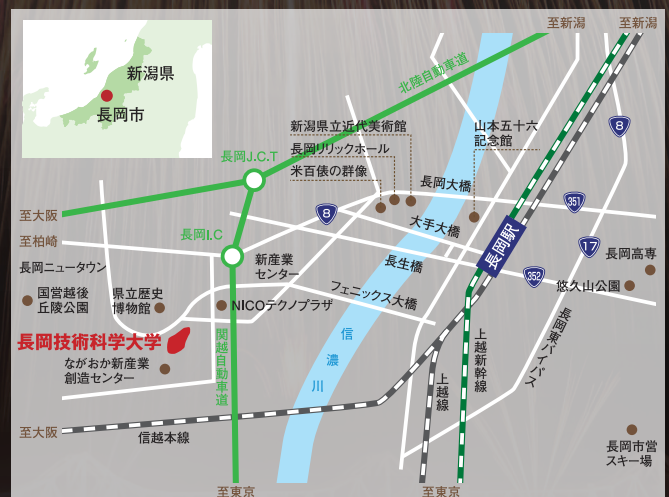 至新潟
至新潟
新潟県
長岡市
北陸自動車道
新潟県立近代美術館
山本五十六
記念館
8
長岡J.C.T
長岡リリックホール
米百俵の群像
長岡大橋
351
至大阪
8
大手大橋
至柏崎
長岡I.C
17
長岡駅
長岡高専
長岡ニュータウン
新産業
センター
長生橋
352
悠久山公園
国営越後
丘陵公園
県立歴史
博物館
NICOテクノプラザ
フェニックス大橋
長岡東バイパス
長岡技術科学大学
関越自動車道
信濃川
上越新幹線
ながおか新産業
創造センター
上越線
至大阪
信越本線
長岡市営
スキー場
至東京
至東京